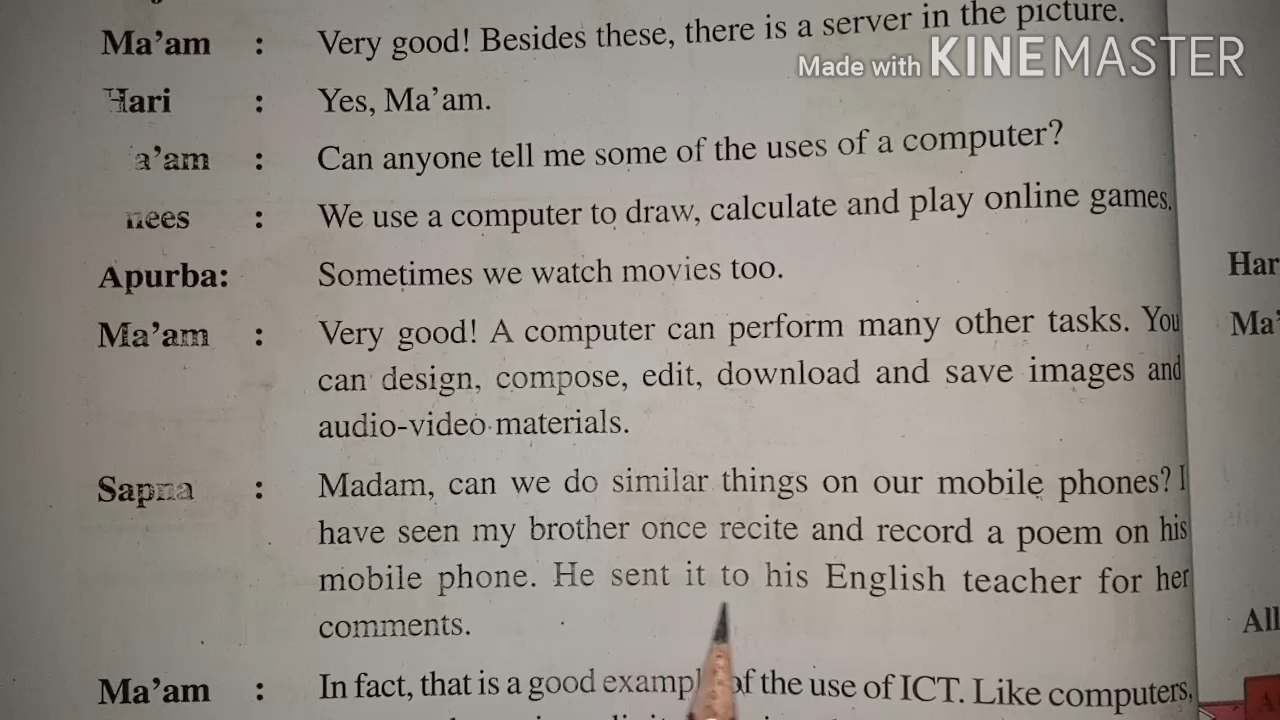 Ma'am : Very good! Besides these, there is a server in the picture.
Made with KINEMASTER
Hari : Yes, Ma'am.
a'am : Can anyone tell me some of the uses of a computer?
nees : We use a computer to draw, calculate and play online games.
Apurba: Sometimes we watch movies too.
Har
Ma'am : Very good! A computer can perform many other tasks. You
Ma'
can design, compose, edit, download and save images and
audio-video materials.
Sapna : Madam, can we do similar things on our mobile phones? I
have seen my brother once recite and record a poem on his
mobile phone. He sent it to his English teacher for her
comments.
All
Ma'am : In fact, that is a good exampl of the use of ICT. Like computers,